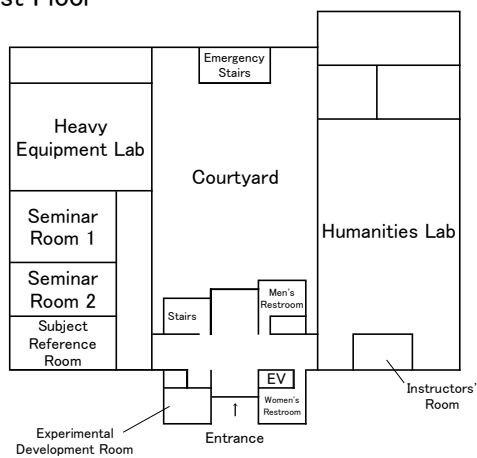 st Floor
Emergency
Stairs
Heavy
Equipment Lab
Courtyard
Seminar
Room 1
Humanities Lab
Seminar
Room 2
Men's
Restroom
Stairs
Subject
Reference
Room
EV
Women's
Restroom
Instructors'
Room
↑
Entrance
Experimental
Development Room